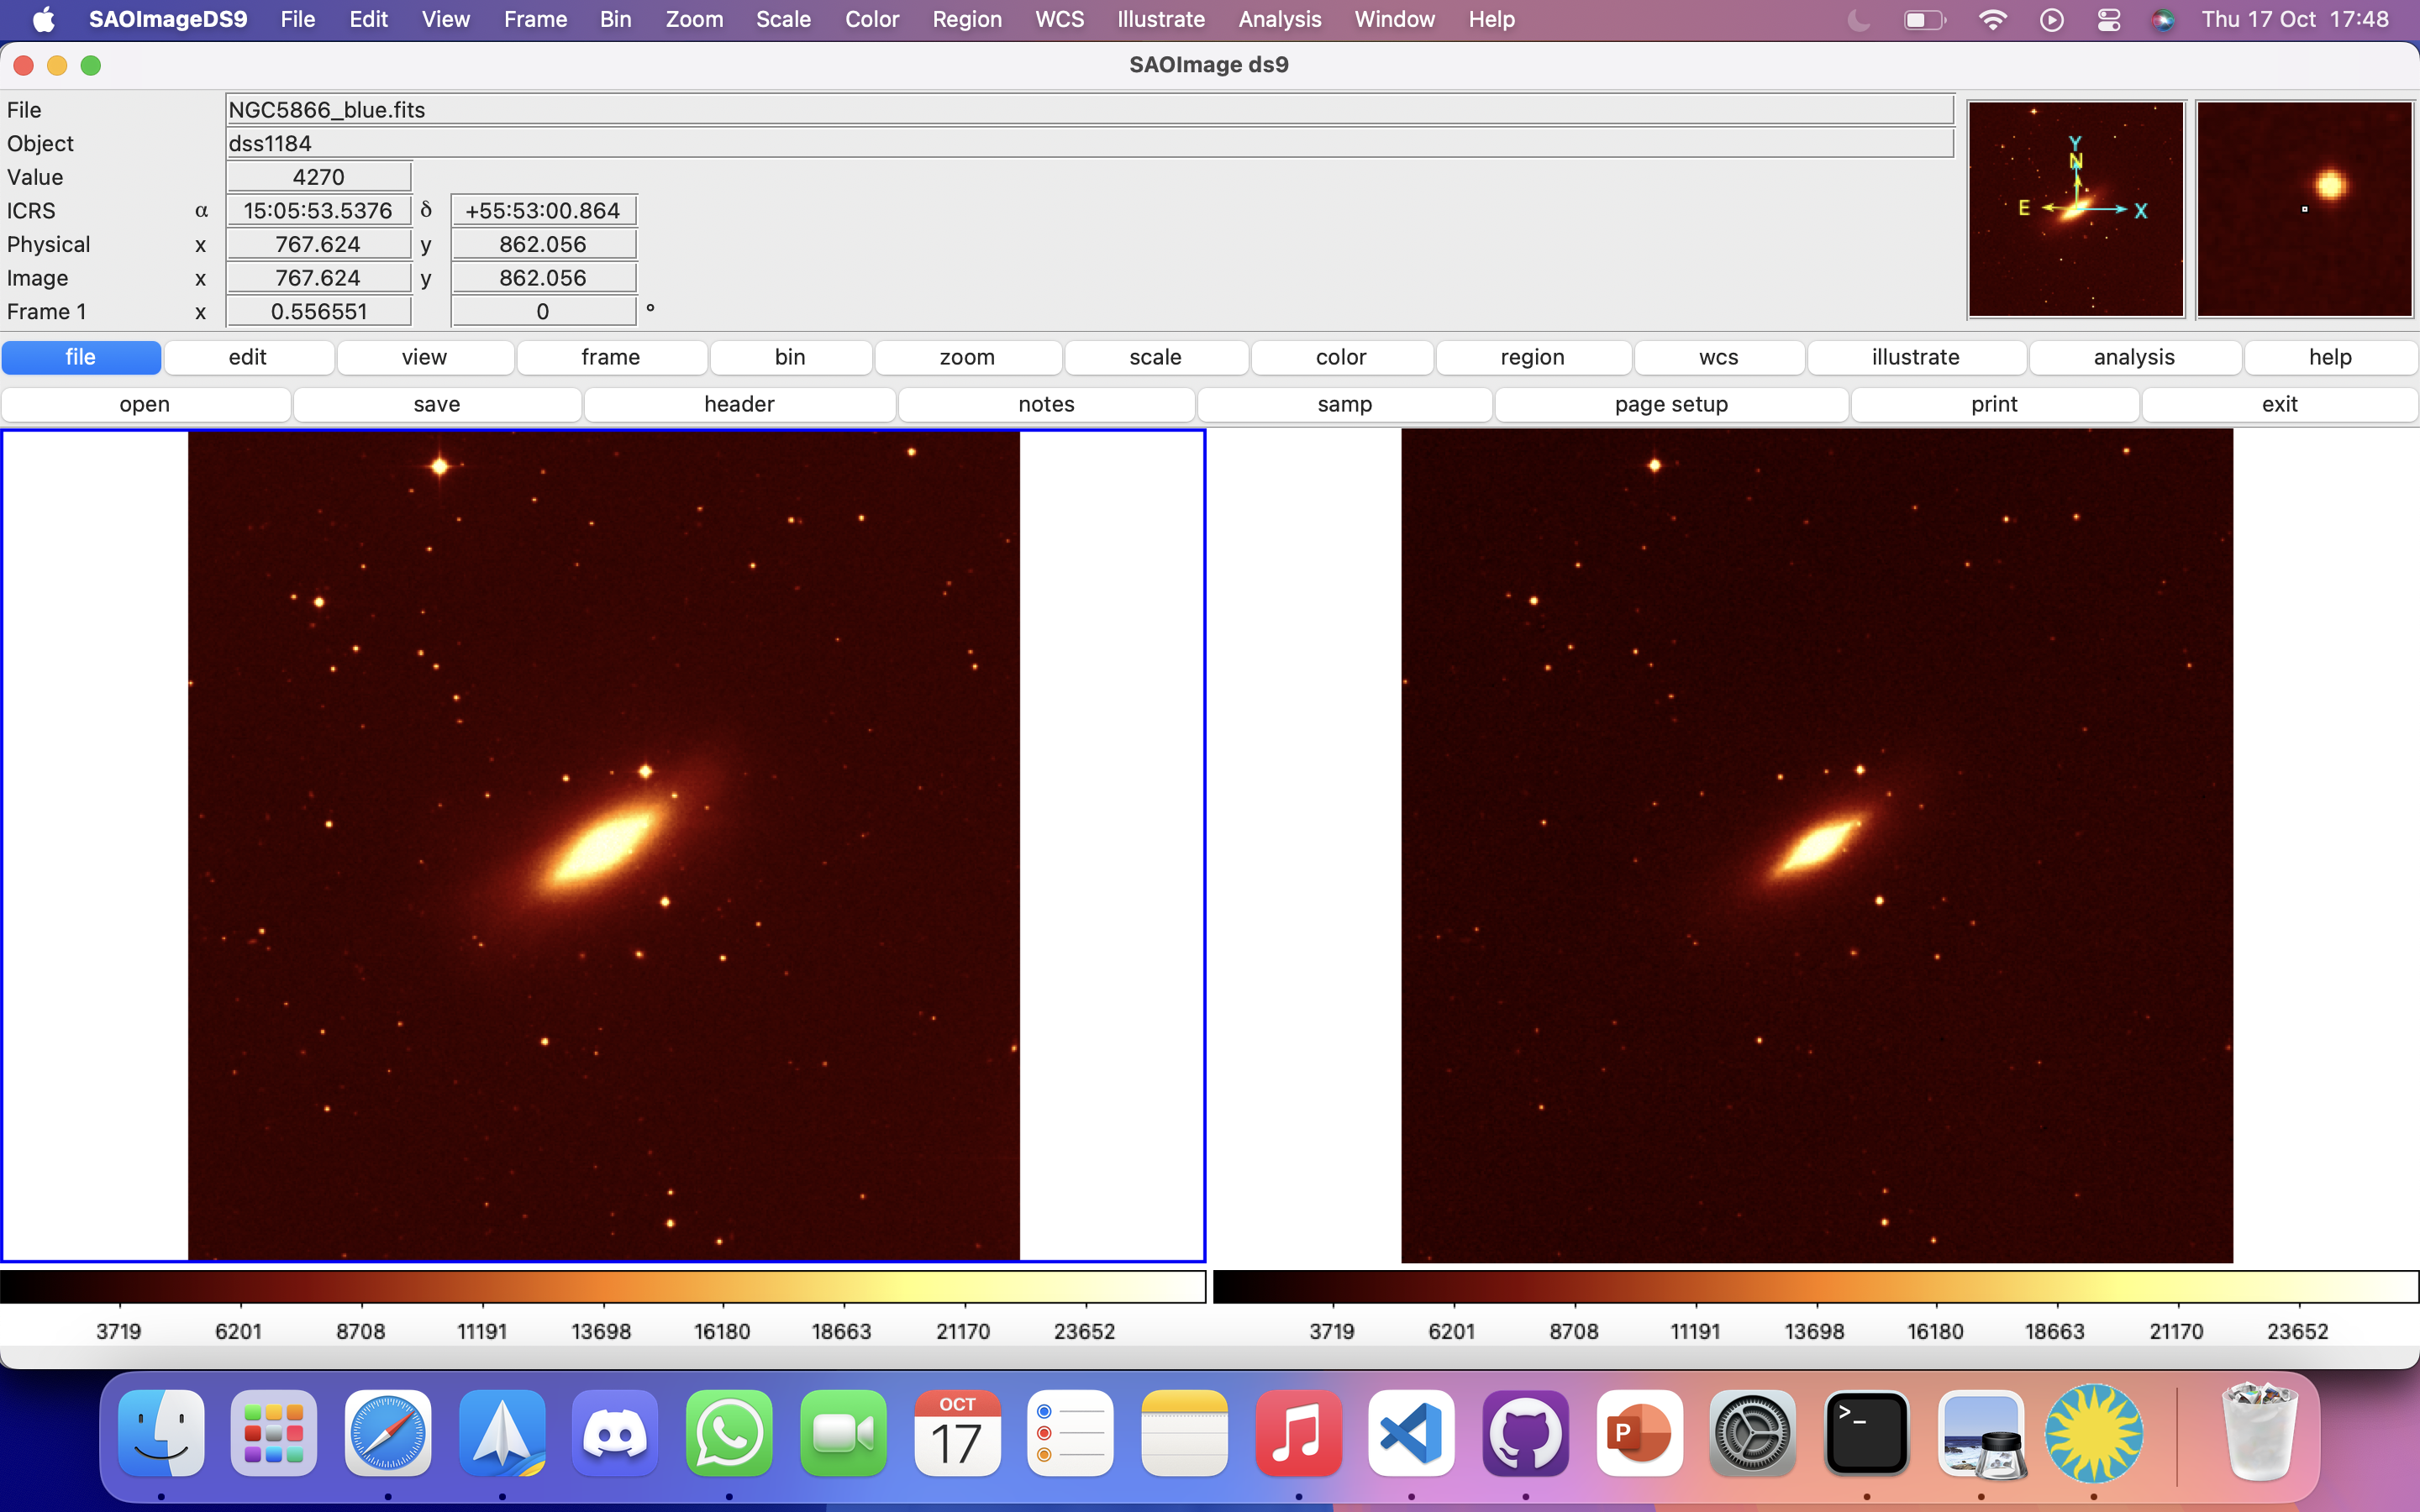 SAOImageDS9 File Edit View Frame Bin Zoom Scale Color Region WCS Illustrate Analysis Window Help Thu 17 Oct 17:48
SAOImage ds9
File NGC5866_blue.fits
Object dss1184
Value 4270
ICRS α 15:05:53.5376 δ +55:53:00.864
Physical x 767.624 y 862.056
Image x 767.624 y 862.056
Frame 1 x 0.556551 0 °
Y
N
E X
file edit view frame bin zoom scale color region wcs illustrate analysis help
open save header notes samp page setup print exit
3719 6201 8708 11191 13698 16180 18663 21170 23652
3719 6201 8708 11191 13698 16180 18663 21170 23652
OCT
17
P
>_